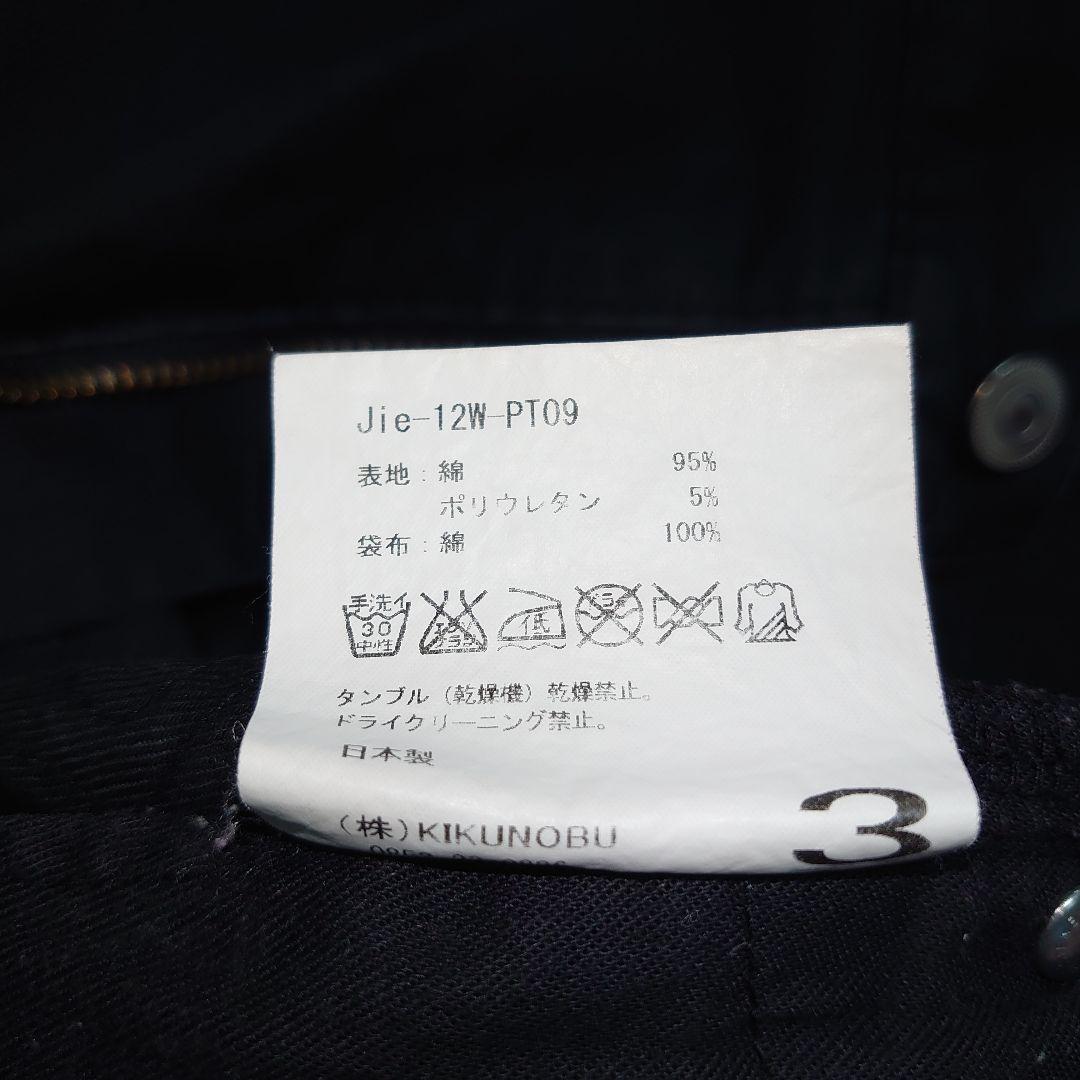 Jie-12W-PT09
表地:綿 95%
ポリウレタン 5%
袋布:綿 100%
手洗イ
30
中性
低
タンブル(乾燥機)乾燥禁止。
ドライクリーニング禁止。
日本製
(株)KIKUNOBU
3